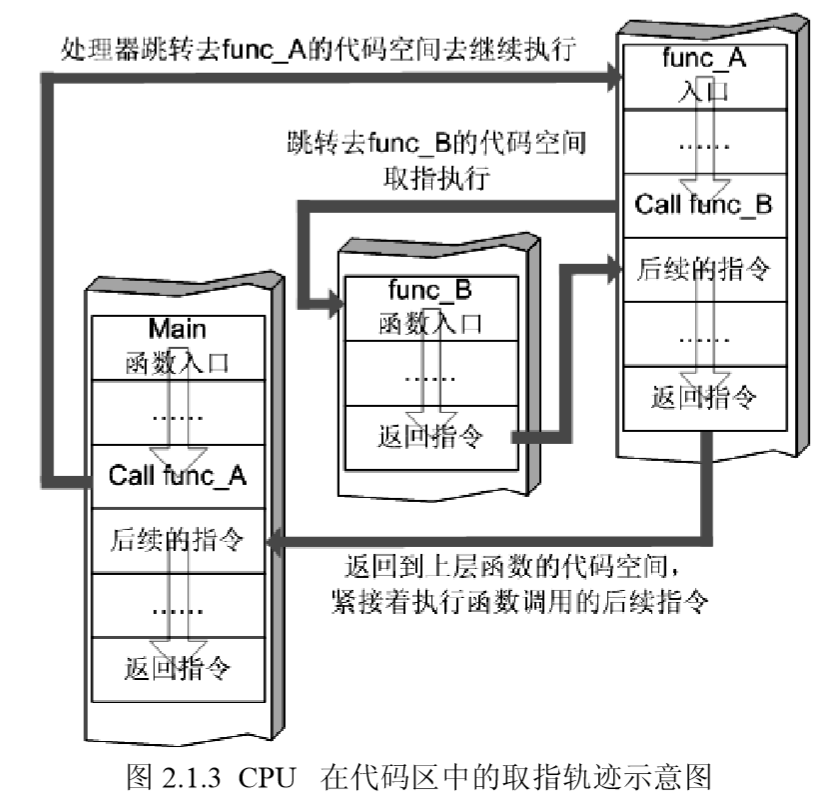 处理器跳转去func_A的代码空间去继续执行
func_A
入口
......
Call func_B
后续的指令
......
返回指令
跳转去func_B的代码空间
取指执行
func_B
函数入口
......
返回指令
Main
函数入口
......
Call func_A
后续的指令
......
返回指令
返回到上层函数的代码空间，
紧接着执行函数调用的后续指令
图 2.1.3 CPU 在代码区中的取指轨迹示意图